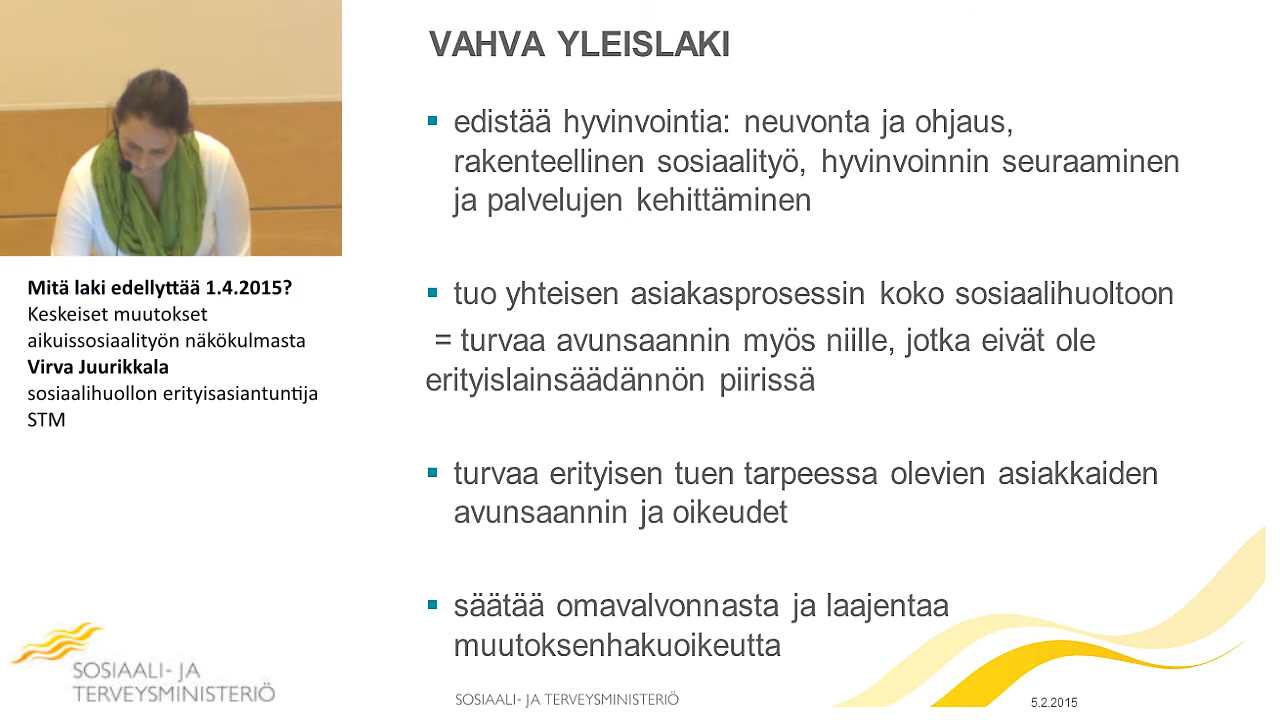 VAHVA YLEISLAKI
edistää hyvinvointia: neuvonta ja ohjaus,
rakenteellinen sosiaalityö, hyvinvoinnin seuraaminen
ja palvelujen kehittäminen
tuo yhteisen asiakasprosessin koko sosiaalihuoltoon
= turvaa avunsaannin myös niille, jotka eivät ole
erityislainsäädännön piirissä
turvaa erityisen tuen tarpeessa olevien asiakkaiden
avunsaannin ja oikeudet
säätää omavalvonnasta ja laajentaa
muutoksenhakuoikeutta
Mitä laki edellyttää 1.4.2015?
Keskeiset muutokset
aikuissosiaalityön näkökulmasta
Virva Juurikkala
sosiaalihuollon erityisasiantuntija
STM
SOSIAALI- JA
TERVEYSMINISTERIÖ
SOSIAALI- JA TERVEYSMINISTERIÖ
5.2.2015